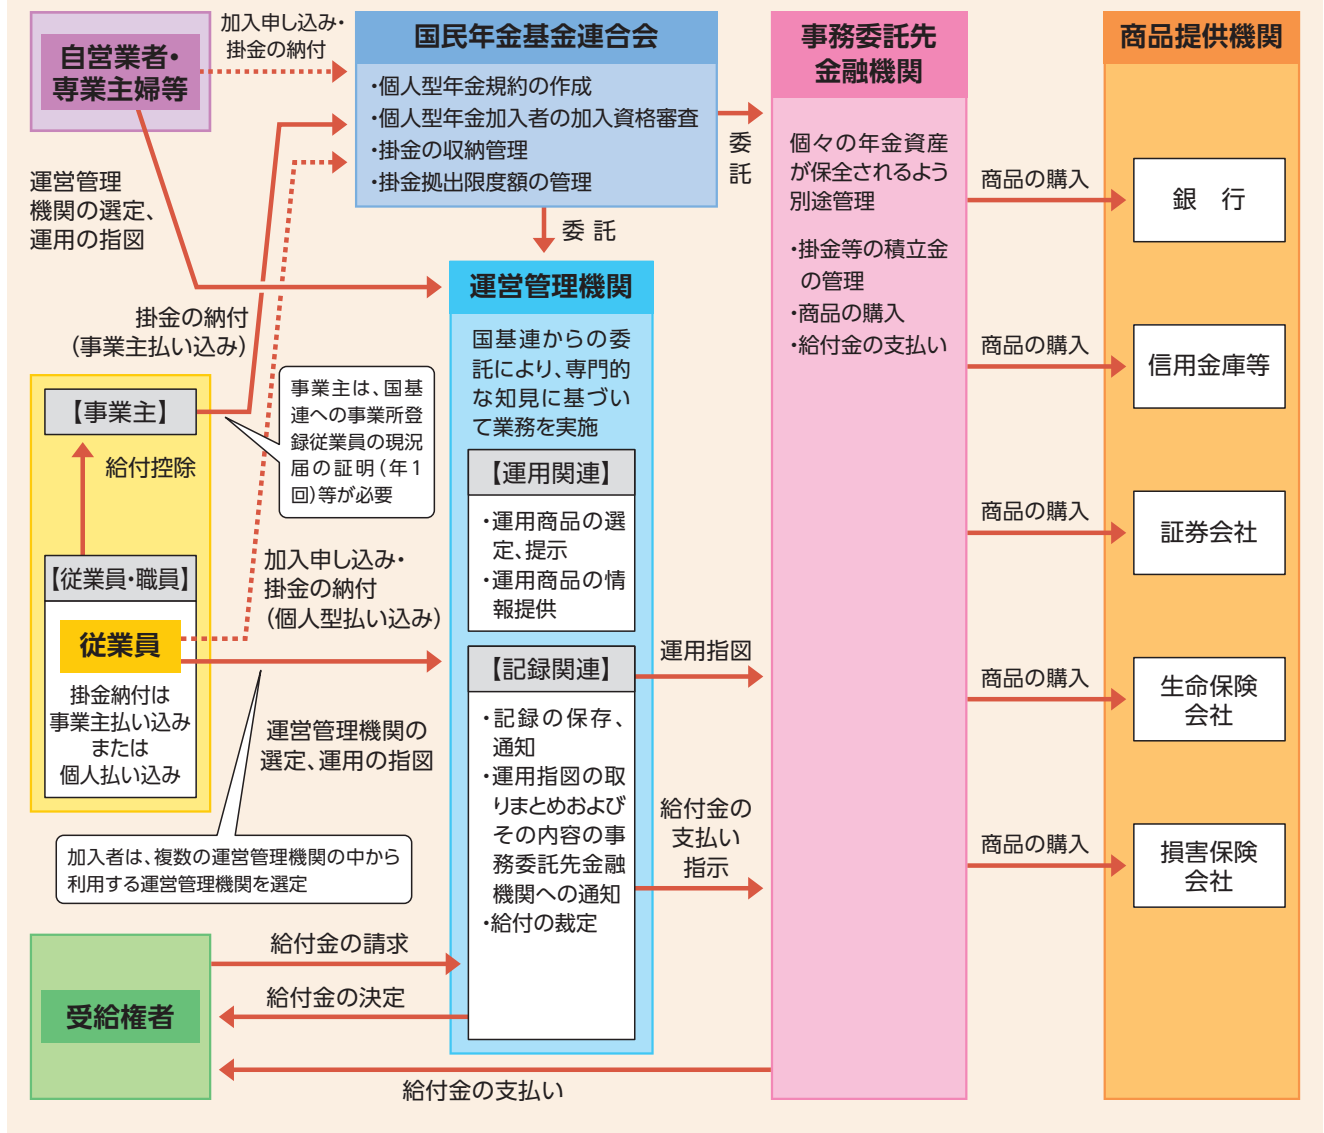 自営業者・
専業主婦等
加入申し込み・
掛金の納付
国民年金基金連合会
・個人型年金規約の作成
・個人型年金加入者の加入資格審査
・掛金の収納管理
・掛金拠出限度額の管理
委
託
委 託
事務委託先
金融機関
個々の年金資産
が保全されるよう
別途管理
・掛金等の積立金
の管理
・商品の購入
・給付金の支払い
商品提供機関
商品の購入
銀　行
商品の購入
信用金庫等
商品の購入
証券会社
商品の購入
生命保険
会社
商品の購入
損害保険
会社
運営管理
機関の選定、
運用の指図
掛金の納付
（事業主払い込み）
【事業主】
給付控除
事業主は、国基
連への事業所登
録従業員の現況
届の証明（年1
回）等が必要
【従業員・職員】
従業員
掛金納付は
事業主払い込み
または
個人払い込み
加入申し込み・
掛金の納付
（個人型払い込み）
運営管理機関の
選定、運用の指図
加入者は、複数の運営管理機関の中から
利用する運営管理機関を選定
運営管理機関
国基連からの委
託により、専門的
な知見に基づい
て業務を実施
【運用関連】
・運用商品の選
定、提示
・運用商品の情
報提供
【記録関連】
・記録の保存、
通知
・運用指図の取
りまとめおよび
その内容の事
務委託先金融
機関への通知
・給付の裁定
運用指図
給付金の
支払い
指示
受給権者
給付金の請求
給付金の決定
給付金の支払い